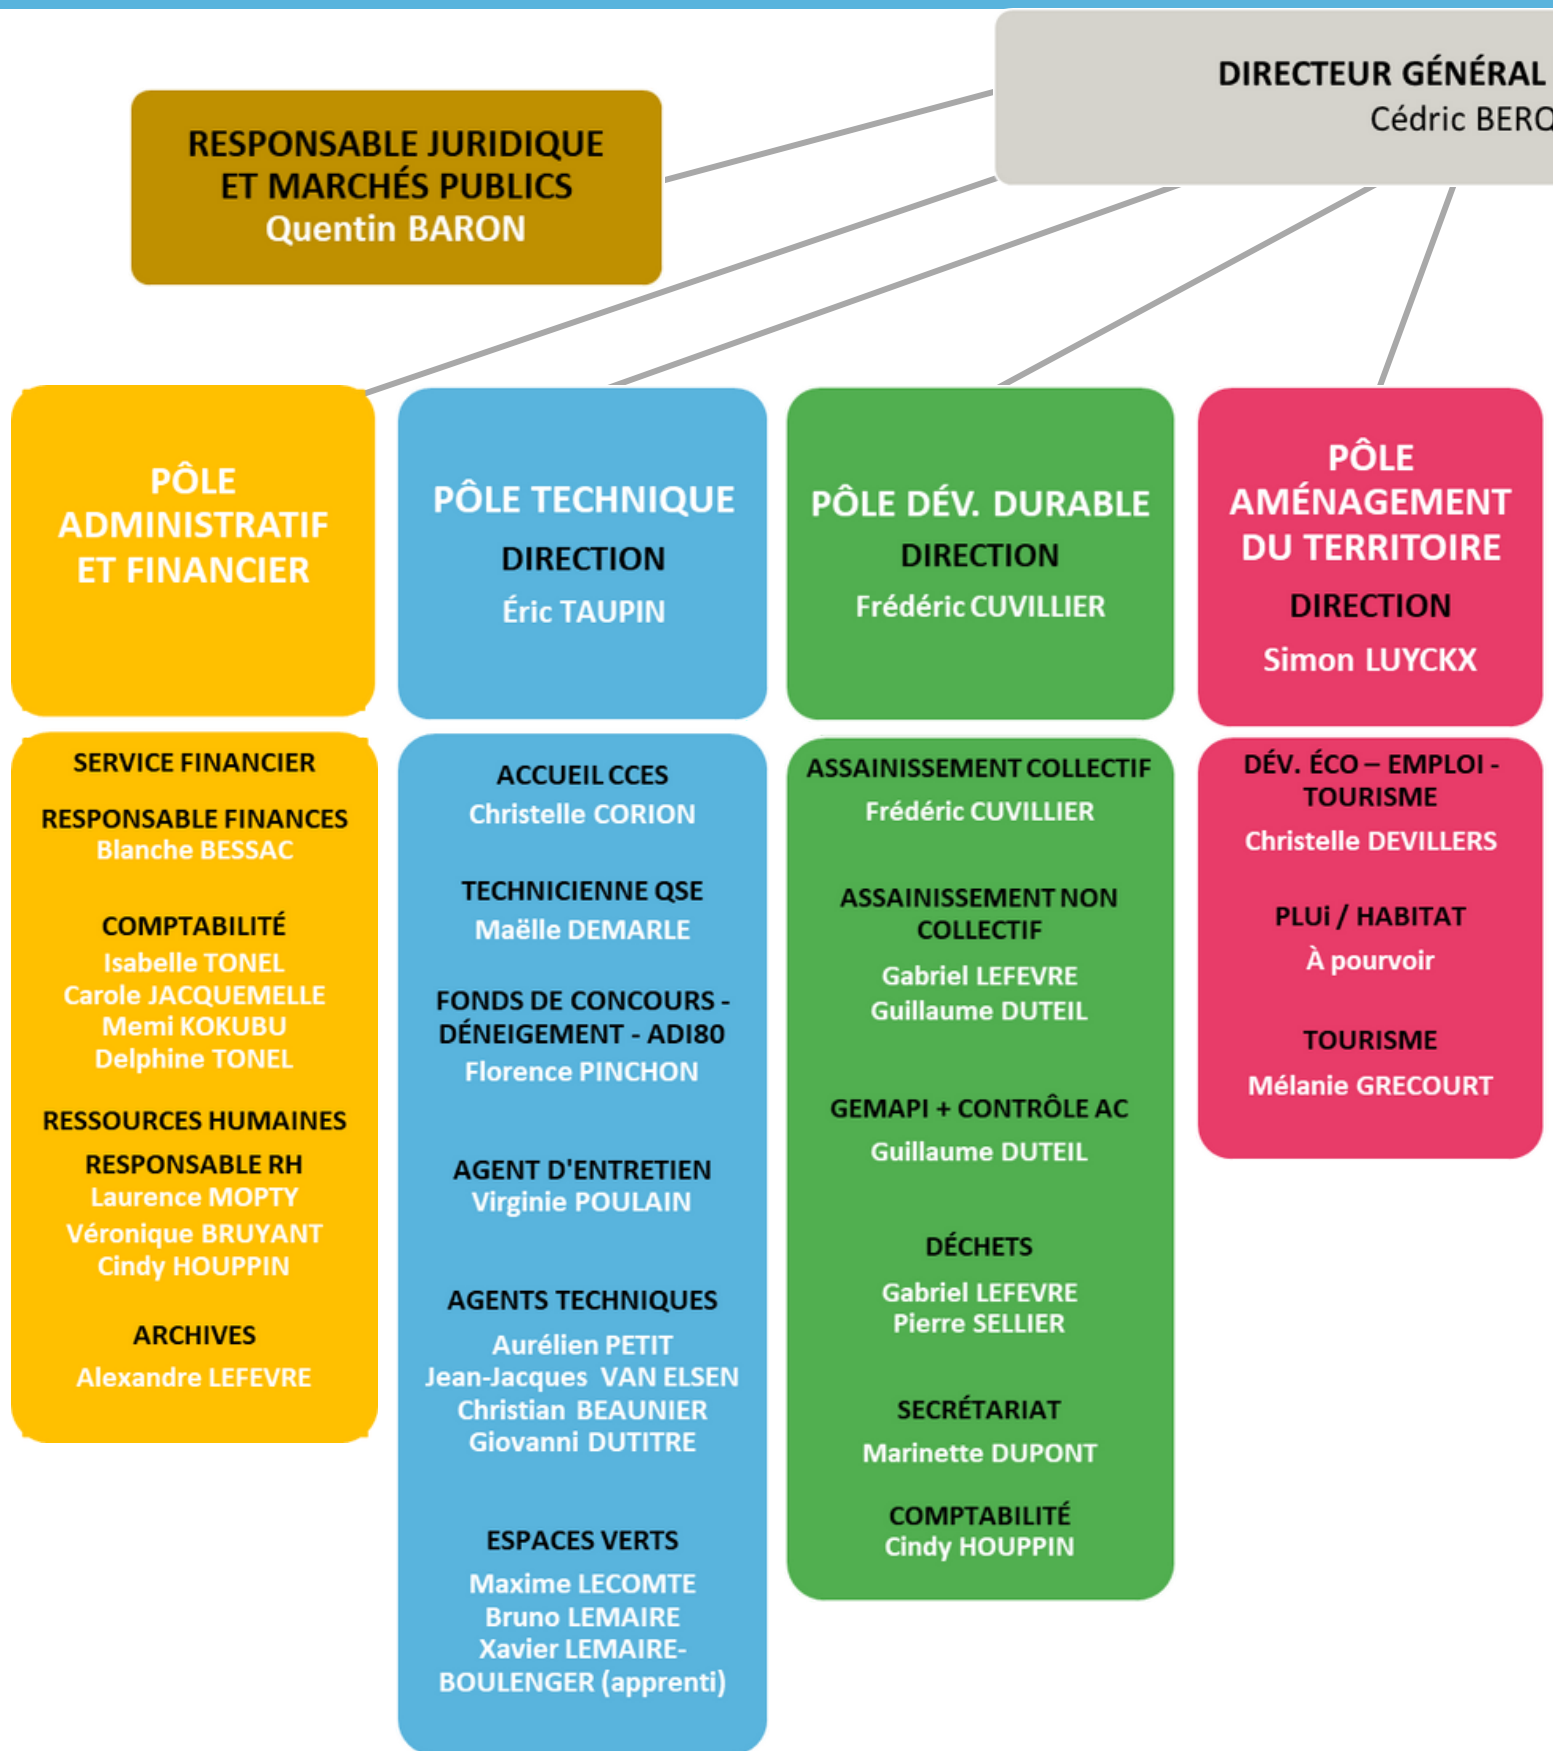 DIRECTEUR GÉNÉRAL
Cédric
RESPONSABLE JURIDIQUE
ET MARCHÉS PUBLICS
Quentin BARON
PÔLE
ADMINISTRATIF
ET FINANCIER
SERVICE FINANCIER
RESPONSABLE FINANCES
Blanche BESSAC
COMPTABILITÉ
Isabelle TONEL
Carole JACQUEMELLE
Memi KOKUBU
Delphine TONEL
RESSOURCES HUMAINES
RESPONSABLE RH
Laurence MOPTY
Véronique BRUYANT
Cindy HOUPPIN
ARCHIVES
Alexandre LEFEVRE
PÔLE TECHNIQUE
DIRECTION
Éric TAUPIN
ACCUEIL CCES
Christelle CORION
TECHNICIENNE QSE
Maëlle DEMARLE
FONDS DE CONCOURS -
DÉNEIGEMENT - ADI80
Florence PINCHON
AGENT D'ENTRETIEN
Virginie POULAIN
AGENTS TECHNIQUES
Aurélien PETIT
Jean-Jacques VAN ELSEN
Christian BEAUNIER
Giovanni DUTITRE
ESPACES VERTS
Maxime LECOMTE
Bruno LEMAIRE
Xavier LEMAIRE-
BOULENGER (apprenti)
PÔLE DÉV. DURABLE
DIRECTION
Frédéric CUVILLIER
ASSAINISSEMENT COLLECTIF
Frédéric CUVILLIER
ASSAINISSEMENT NON
COLLECTIF
Gabriel LEFEVRE
Guillaume DUTEIL
GEMAPI + CONTRÔLE AC
Guillaume DUTEIL
DÉCHETS
Gabriel LEFEVRE
Pierre SELLIER
SECRÉTARIAT
Marinette DUPONT
COMPTABILITÉ
Cindy HOUPPIN
PÔLE
AMÉNAGEMENT
DU TERRITOIRE
DIRECTION
Simon LUYCKX
DÉV. ÉCO – EMPLOI -
TOURISME
Christelle DEVILLERS
PLUi / HABITAT
À pourvoir
TOURISME
Mélanie GRECOURT